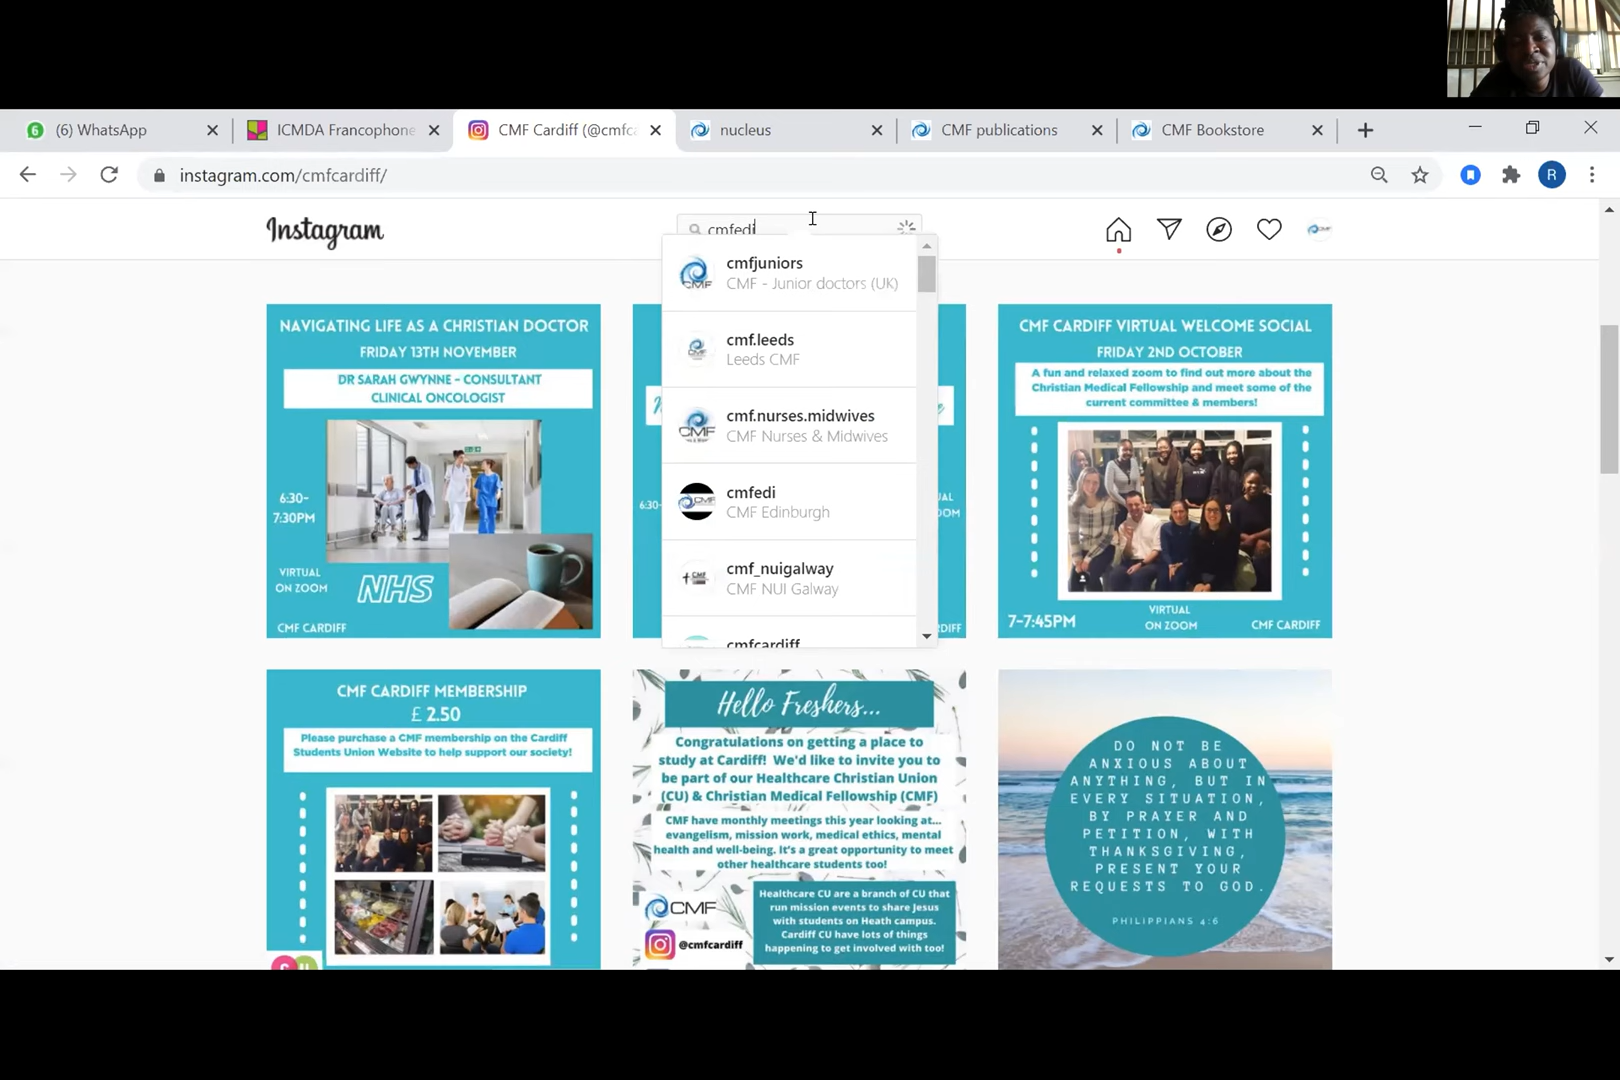 6
(6) WhatsApp
ICMDA Francophone
CMF Cardiff (@cmfca
nucleus
CMF publications
CMF Bookstore
instagram.com/cmfcardiff/
R
Instagram
cmfedi
cmfjuniors
CMF - Junior doctors (UK)
cmf.leeds
Leeds CMF
cmf.nurses.midwives
CMF Nurses & Midwives
cmfedi
CMF Edinburgh
cmf_nuigalway
CMF NUI Galway
cmfcardiff
NAVIGATING LIFE AS A CHRISTIAN DOCTOR
FRIDAY 13TH NOVEMBER
DR SARAH GWYNNE - CONSULTANT
CLINICAL ONCOLOGIST
6:30-
7:30PM
VIRTUAL
ON ZOOM
NHS
CMF CARDIFF
6:30-
CMF CARDIFF VIRTUAL WELCOME SOCIAL
FRIDAY 2ND OCTOBER
A fun and relaxed zoom to find out more about the
Christian Medical Fellowship and meet some of the
current committee & members!
7-7:45PM
VIRTUAL
ON ZOOM
CMF CARDIFF
CMF CARDIFF MEMBERSHIP
£ 2.50
Please purchase a CMF membership on the Cardiff
Students Union Website to help support our society!
Hello Freshers...
Congratulations on getting a place to
study at Cardiff! We'd like to invite you to
be part of our Healthcare Christian Union
(CU) & Christian Medical Fellowship (CMF)
CMF have monthly meetings this year looking at...
evangelism, mission work, medical ethics, mental
health and well-being. It's a great opportunity to meet
other healthcare students too!
CMF
@cmfcardiff
Healthcare CU are a branch of CU that
run mission events to share Jesus
with students on Heath campus.
Cardiff CU have lots of things
happening to get involved with too!
DO NOT BE
ANXIOUS ABOUT
ANYTHING, BUT IN
EVERY SITUATION,
BY PRAYER AND
PETITION, WITH
THANKSGIVING,
PRESENT YOUR
REQUESTS TO GOD.
PHILIPPIANS 4:6